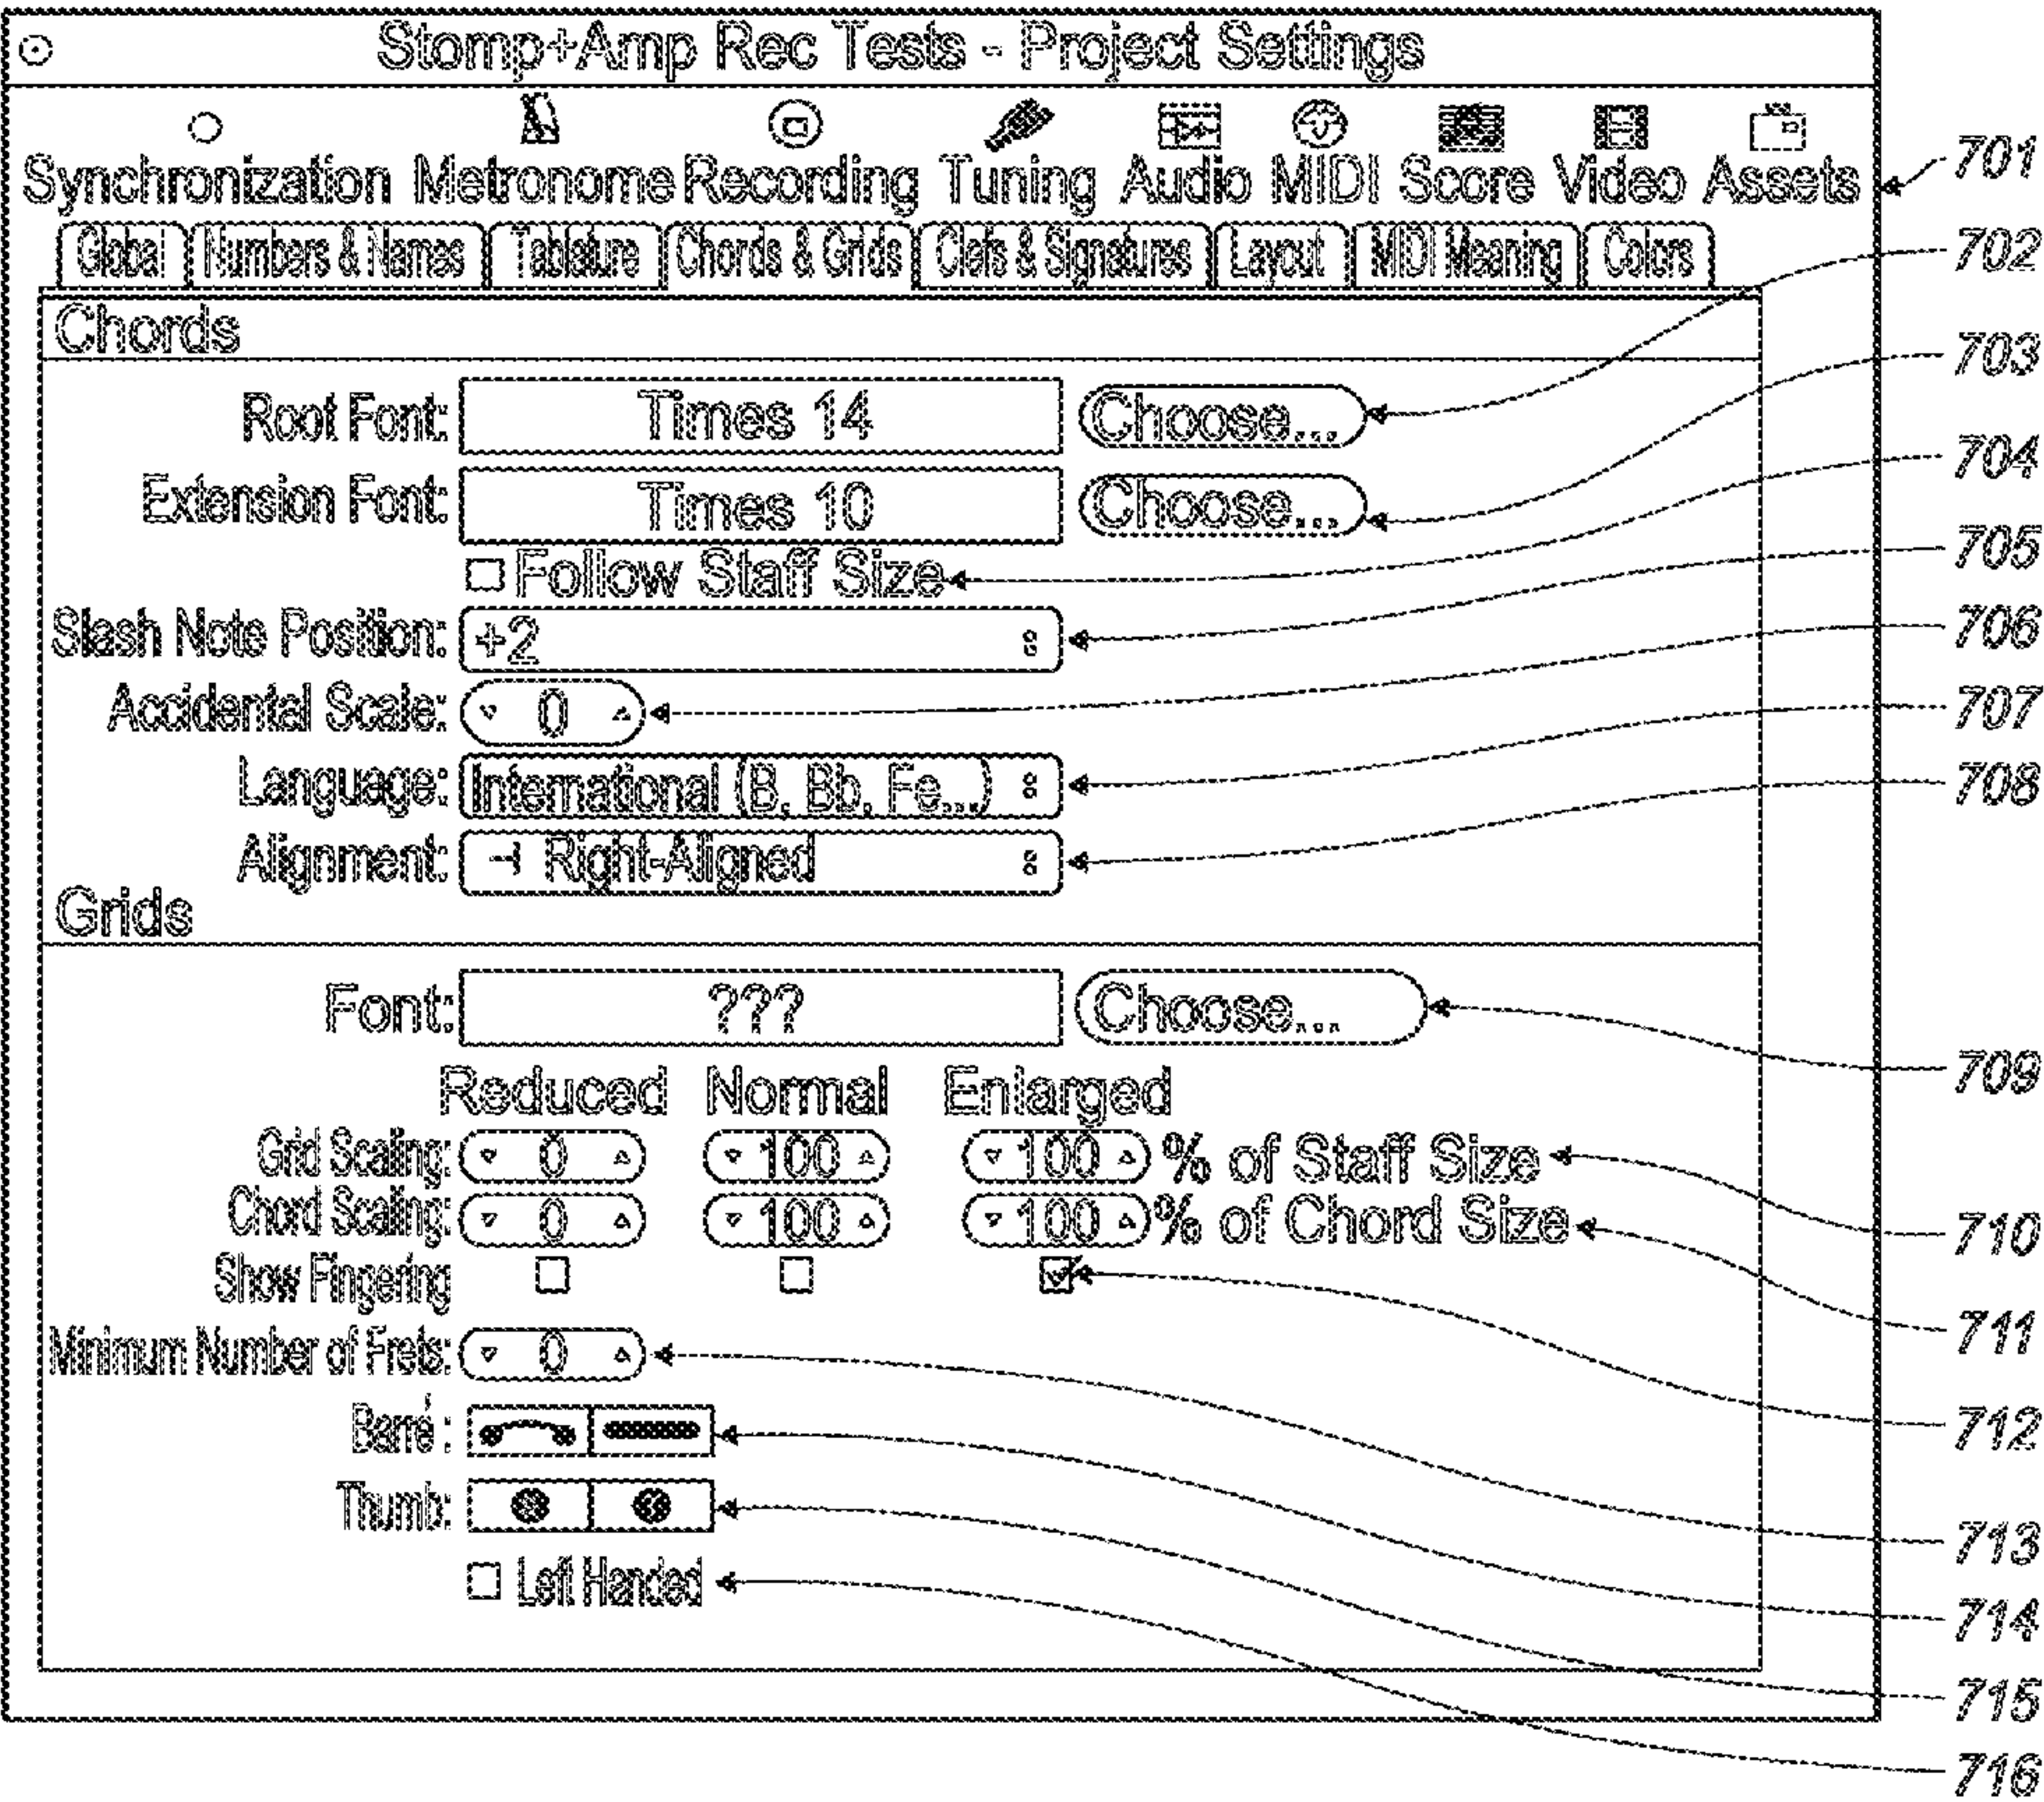 Stomp+Amp Rec Tests - Project Settings
Synchronization Metronome Recording Tuning Audio MIDI Score Video Assets
701
Global Numbers & Names Tablature Chords & Grids Clefs & Signatures Layout MIDI Meaning Colors
702
Chords
703
Root Font: Times 14 Choose...
704
Extension Font: Times 10 Choose...
705
Follow Staff Size
706
Slash Note Position: +2
707
Accidental Scale: 0
708
Language: International (B, Bb, Fe...)
Alignment: Right-Aligned
Grids
Font: ??? Choose...
709
Reduced Normal Enlarged
Grid Scaling: 0 100 100 % of Staff Size
710
Chord Scaling: 0 100 100 % of Chord Size
711
Show Fingering
712
Minimum Number of Frets: 0
713
Barré :
714
Thumb:
715
Left Handed
716